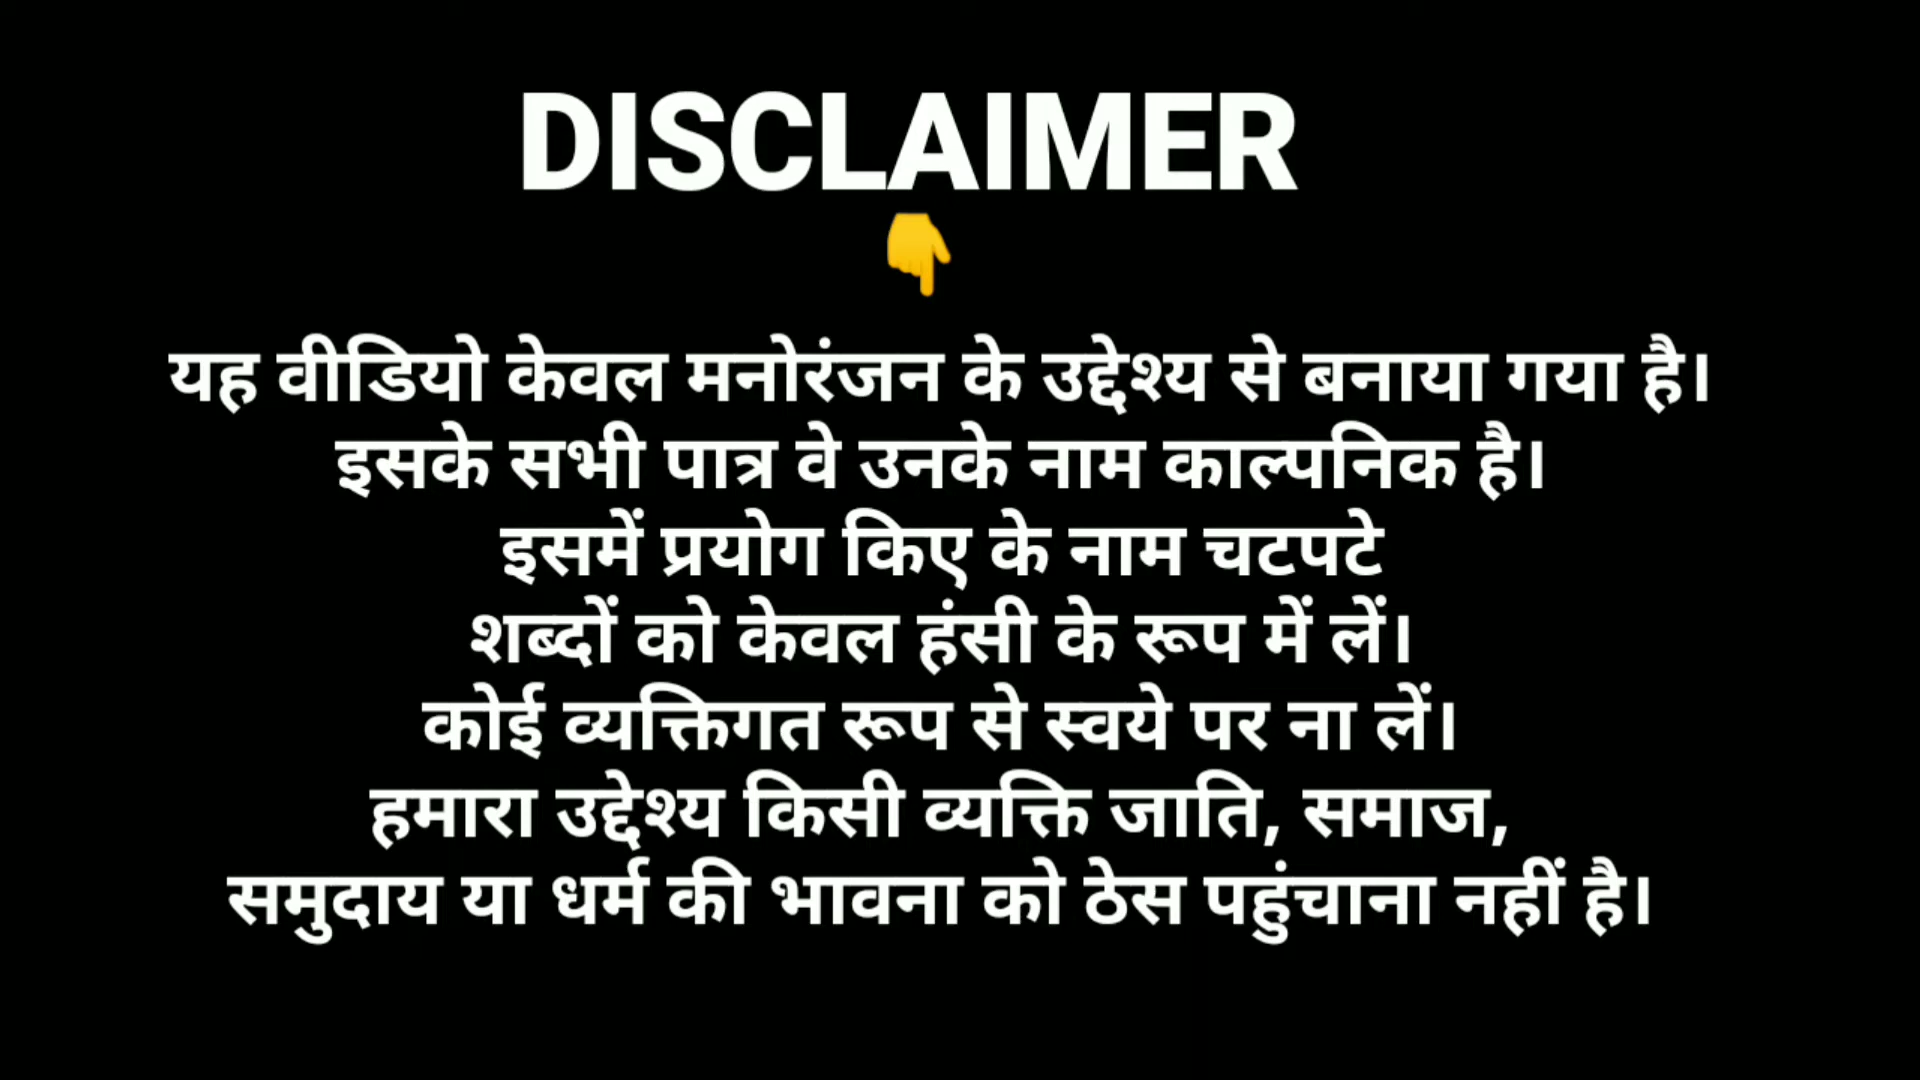 DISCLAIMER
👇
यह वीडियो केवल मनोरंजन के उद्देश्य से बनाया गया है।
इसके सभी पात्र वे उनके नाम काल्पनिक है।
इसमें प्रयोग किए के नाम चटपटे
शब्दों को केवल हंसी के रूप में लें।
कोई व्यक्तिगत रूप से स्वये पर ना लें।
हमारा उद्देश्य किसी व्यक्ति जाति, समाज,
समुदाय या धर्म की भावना को ठेस पहुंचाना नहीं है।